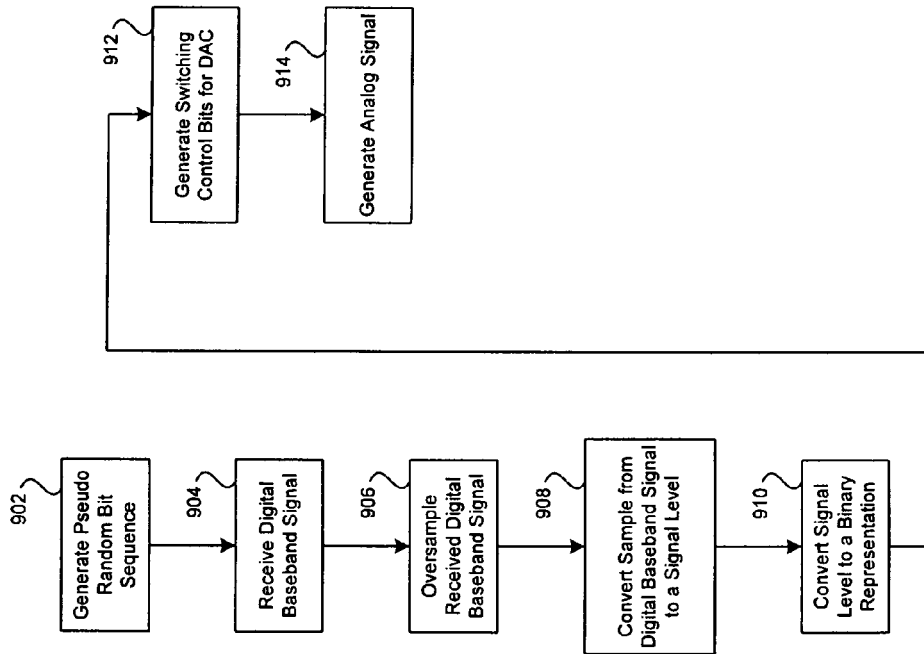 902
Generate Pseudo
Random Bit
Sequence
904
Receive Digital
Baseband Signal
906
Oversample
Received Digital
Baseband Signal
908
Convert Sample from
Digital Baseband Signal
to a Signal Level
910
Convert Signal
Level to a Binary
Representation
912
Generate Switching
Control Bits for DAC
914
Generate Analog Signal